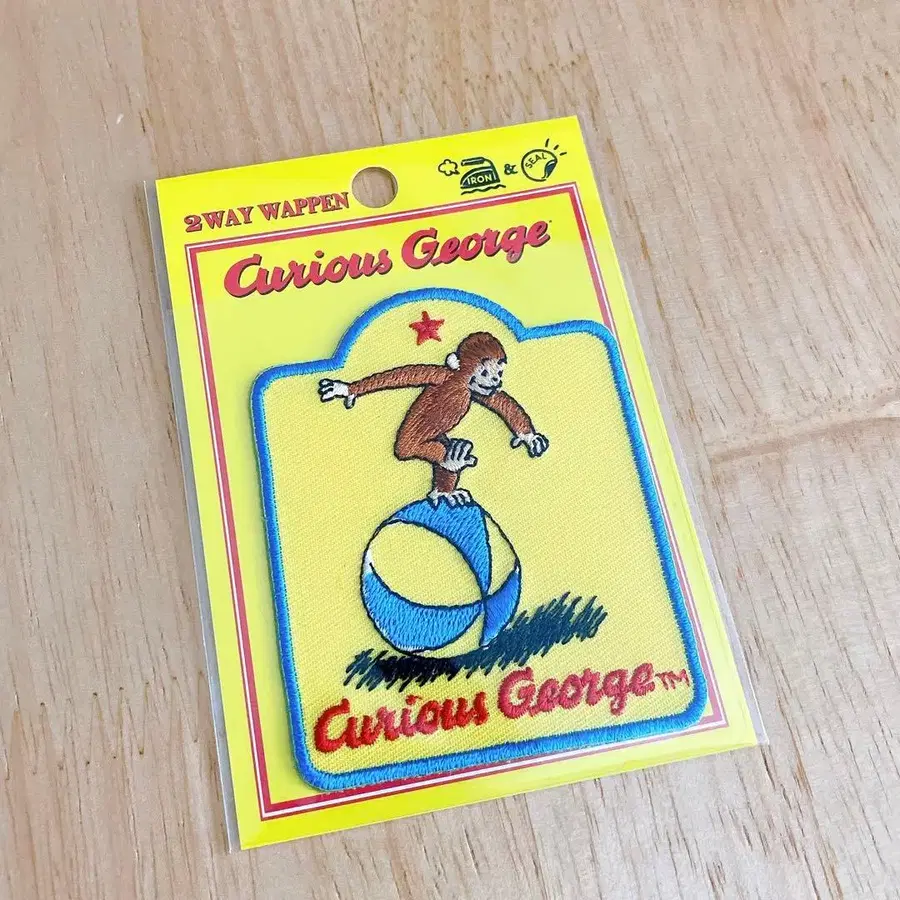 2WAY WAPPEN
IRON & SEAL
Curious George
Curious George™